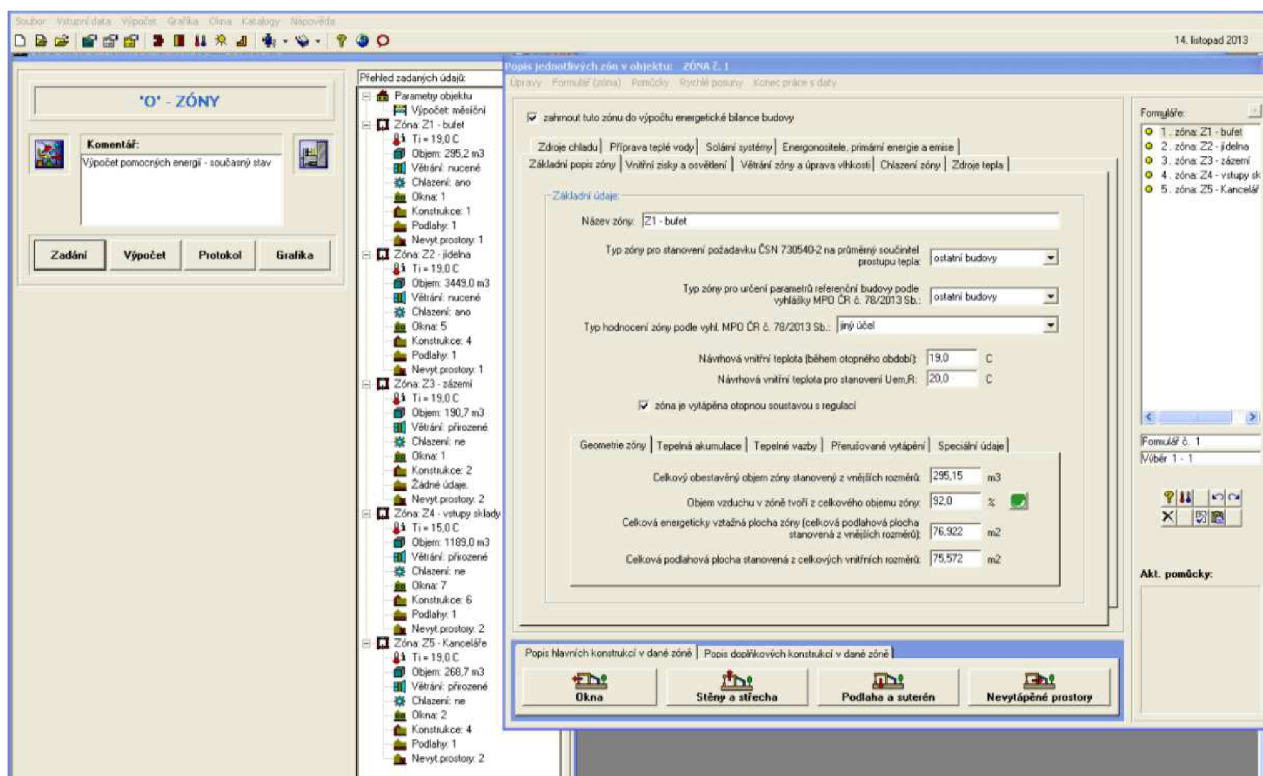 Soubor Vstupní data Výpočet Grafika Okna Katalogy Nápověda
14. listopad 2013
"O" - ZÓNY
Komentář:
Výpočet pomocných energií - současný stav
Zadání Výpočet Protokol Grafika
Přehled zadaných údajů:
Parametry objektu
Výpočet: měsíční
Zóna: Z1 - bufet
Ti = 19,0 C
Objem: 295,2 m3
Větrání: nucené
Chlazení: ano
Okna: 1
Konstrukce: 1
Podlahy: 1
Nevyt.prostory: 1
Zóna: Z2 - jídelna
Ti = 19,0 C
Objem: 3449,0 m3
Větrání: nucené
Chlazení: ano
Okna: 5
Konstrukce: 4
Podlahy: 1
Nevyt.prostory: 1
Zóna: Z3 - zázemí
Ti = 19,0 C
Objem: 190,7 m3
Větrání: přirozené
Chlazení: ne
Okna: 1
Konstrukce: 2
Žádné údaje.
Nevyt.prostory: 2
Zóna: Z4 - vstupy sklady
Ti = 15,0 C
Objem: 1189,0 m3
Větrání: přirozené
Chlazení: ne
Okna: 7
Konstrukce: 6
Podlahy: 1
Nevyt.prostory: 2
Zóna: Z5 - Kanceláře
Ti = 19,0 C
Objem: 268,7 m3
Větrání: přirozené
Chlazení: ne
Okna: 2
Konstrukce: 4
Podlahy: 1
Nevyt.prostory: 2
Popis jednotlivých zón v objektu: ZÓNA č. 1
Úpravy Formulář (zóna) Pomůcky Rychlé posuny Konec práce s daty
zahrnout tuto zónu do výpočtu energetické bilance budovy
Zdroje chladu Příprava teplé vody Solární systémy Energonositele, primární energie a emise
Základní popis zóny Vnitřní zisky a osvětlení Větrání zóny a úprava vlhkosti Chlazení zóny Zdroje tepla
Základní údaje:
Název zóny: Z1 - bufet
Typ zóny pro stanovení požadavku ČSN 730540-2 na průměrný součinitel
prostupu tepla: ostatní budovy
Typ zóny pro určení parametrů referenční budovy podle
vyhlášky MPO ČR č. 78/2013 Sb.: ostatní budovy
Typ hodnocení zóny podle vyhl. MPO ČR č. 78/2013 Sb.: jiný účel
Návrhová vnitřní teplota (během otopného období): 19,0 C
Návrhová vnitřní teplota pro stanovení Uem,R: 20,0 C
zóna je vytápěna otopnou soustavou s regulací
Geometrie zóny Tepelná akumulace Tepelné vazby Přerušované vytápění Speciální údaje
Celkový obestavěný objem zóny stanovený z vnějších rozměrů: 295,15 m3
Objem vzduchu v zóně tvoří z celkového objemu zóny: 92,0 %
Celková energeticky vztažná plocha zóny (celková podlahová plocha
stanovená z vnějších rozměrů): 76,922 m2
Celková podlahová plocha stanovená z celkových vnitřních rozměrů: 75,572 m2
Popis hlavních konstrukcí v dané zóně Popis doplňkových konstrukcí v dané zóně
Okna Stěny a střecha Podlaha a suterén Nevytápěné prostory
Formuláře:
1 . zóna: Z1 - bufet
2 . zóna: Z2 - jídelna
3 . zóna: Z3 - zázemí
4 . zóna: Z4 - vstupy sk
5 . zóna: Z5 - Kancelář
Formulář č. 1
Výběr 1 - 1
Akt. pomůcky: